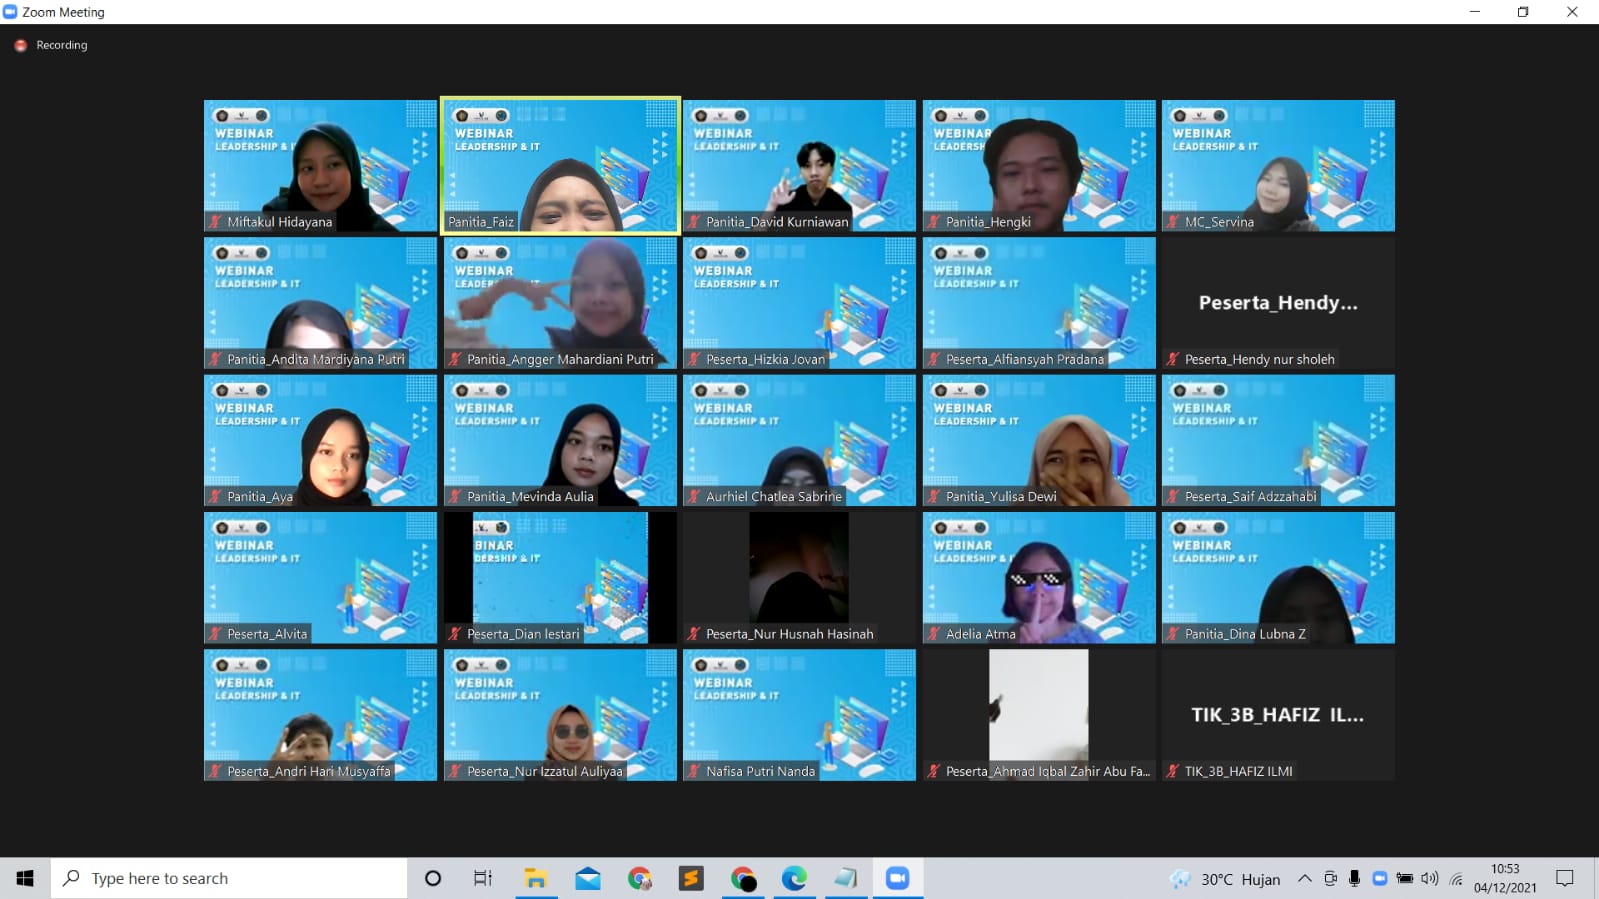 Zoom Meeting
Recording
WEBINAR
LEADERSHIP & I
Miftakul Hidayana
WEBINAR
LEADERSHIP & IT
Panitia_Faiz
WEBINAR
LEADERSHIP & IT
Panitia_David Kurniawan
WEBINAR
LEADERSH
Panitia_Hengki
WEBINAR
LEADERSHIP & IT
MC_Servina
WEBINAR
LEADERSHIP & IT
Panitia_Andita Mardiyana Putri
WEBINAR
LEADER
Panitia_Angger Mahardiani Putri
WEBINAR
LEADERSHIP & IT
Peserta_Hizkia Jovan
WEBINAR
LEADERSHIP & IT
Peserta_Alfiansyah Pradana
Peserta_Hendy...
Peserta_Hendy nur sholeh
WEBINAR
LEADERSHIP & IT
Panitia_Aya
WEBINAR
LEADERSHIP & IT
Panitia_Mevinda Aulia
WEBINAR
LEADERSHIP & IT
Aurhiel Chatlea Sabrine
WEBINAR
LEADERSHIP & IT
Panitia_Yulisa Dewi
WEBINAR
LEADERSHIP & IT
Peserta_Saif Adzzahabi
WEBINAR
LEADERSHIP & IT
Peserta_Alvita
BINAR
DERSHIP & IT
Peserta_Dian lestari
Peserta_Nur Husnah Hasinah
WEBINAR
LEADERSHIP & I
Adelia Atma
WEBINAR
LEADERSHIP & IT
Panitia_Dina Lubna Z
WEBINAR
LEADERSHIP & IT
Peserta_Andri Hari Musyaffa
WEBINAR
LEADERSHIP & IT
Peserta_Nur Izzatul Auliyaa
WEBINAR
LEADERSHIP & IT
Nafisa Putri Nanda
Peserta_Ahmad Iqbal Zahir Abu Fa...
TIK_3B_HAFIZ IL...
TIK_3B_HAFIZ ILMI
Type here to search
30°C Hujan
10:53
04/12/2021